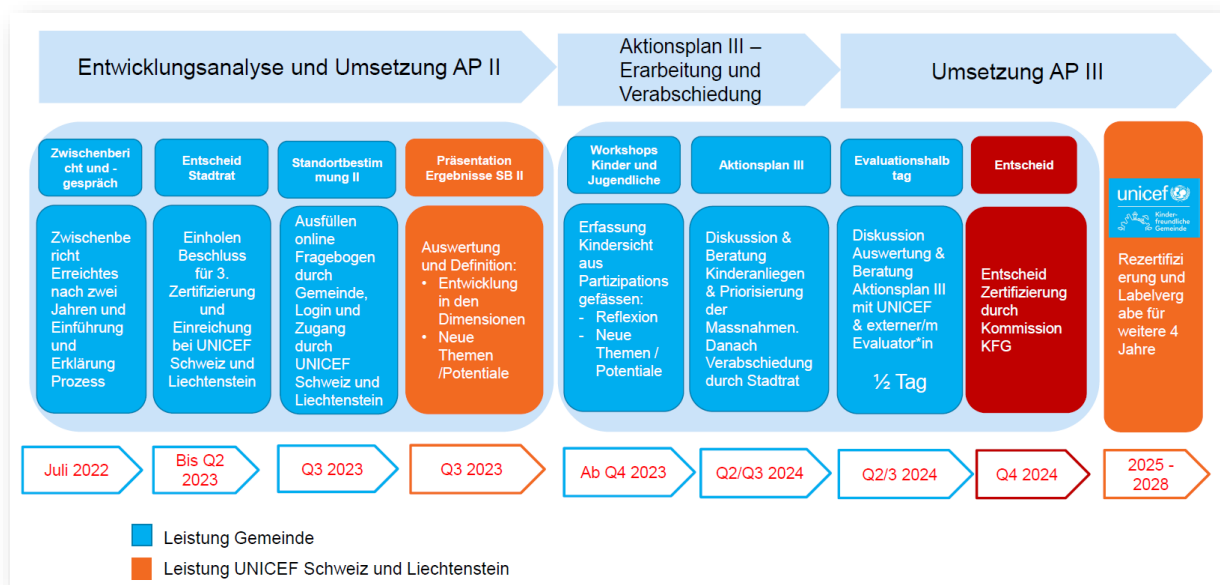 Entwicklungsanalyse und Umsetzung AP II
Aktionsplan III –
Erarbeitung und
Verabschiedung
Umsetzung AP III
Zwischenberi
cht und -
gespräch
Entscheid
Stadtrat
Standortbestim
mung II
Präsentation
Ergebnisse SB II
Workshops
Kinder und
Jugendliche
Aktionsplan III
Evaluationshalb
tag
Entscheid
Zwischenbe
richt
Erreichtes
nach zwei
Jahren und
Einführung
und
Erklärung
Prozess
Einholen
Beschluss
für 3.
Zertifizierung
und
Einreichung
bei UNICEF
Schweiz und
Liechtenstein
Ausfüllen
online
Fragebogen
durch
Gemeinde,
Login und
Zugang
durch
UNICEF
Schweiz und
Liechtenstein
Auswertung
und Definition:
• Entwicklung
in den
Dimensionen
• Neue
Themen
/Potentiale
Erfassung
Kindersicht
aus
Partizipations
gefässen:
- Reflexion
- Neue
Themen /
Potentiale
Diskussion &
Beratung
Kinderanliegen
& Priorisierung
der
Massnahmen.
Danach
Verabschiedung
durch Stadtrat
Diskussion
Auswertung &
Beratung
Aktionsplan III
mit UNICEF
& externer/m
Evaluator*in
½ Tag
Entscheid
Zertifizierung
durch
Kommission
KFG
unicef
Kinder-
freundliche
Gemeinde
Rezertifizi
erung und
Labelverg
abe für
weitere 4
Jahre
Juli 2022
Bis Q2
2023
Q3 2023
Q3 2023
Ab Q4 2023
Q2/Q3 2024
Q2/3 2024
Q4 2024
2025 -
2028
Leistung Gemeinde
Leistung UNICEF Schweiz und Liechtenstein